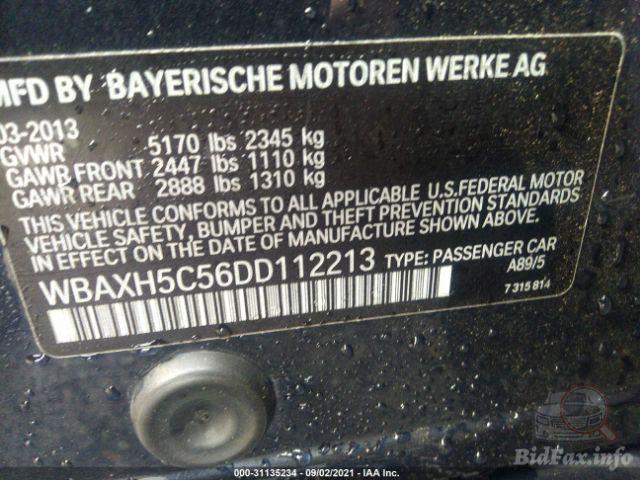 MFD BY BAYERISCHE MOTOREN WERKE AG
03-2013
GVWR 5170 lbs 2345 kg
GAWR FRONT 2447 lbs 1110 kg
GAWR REAR 2888 lbs 1310 kg
THIS VEHICLE CONFORMS TO ALL APPLICABLE U.S.FEDERAL MOTOR
VEHICLE SAFETY, BUMPER AND THEFT PREVENTION STANDARDS
IN EFFECT ON THE DATE OF MANUFACTURE SHOWN ABOVE.
WBAXH5C56DD112213 TYPE: PASSENGER CAR
A89/5
7 315 814
BidFax.info
000-31135234 - 09/02/2021 - IAA Inc.